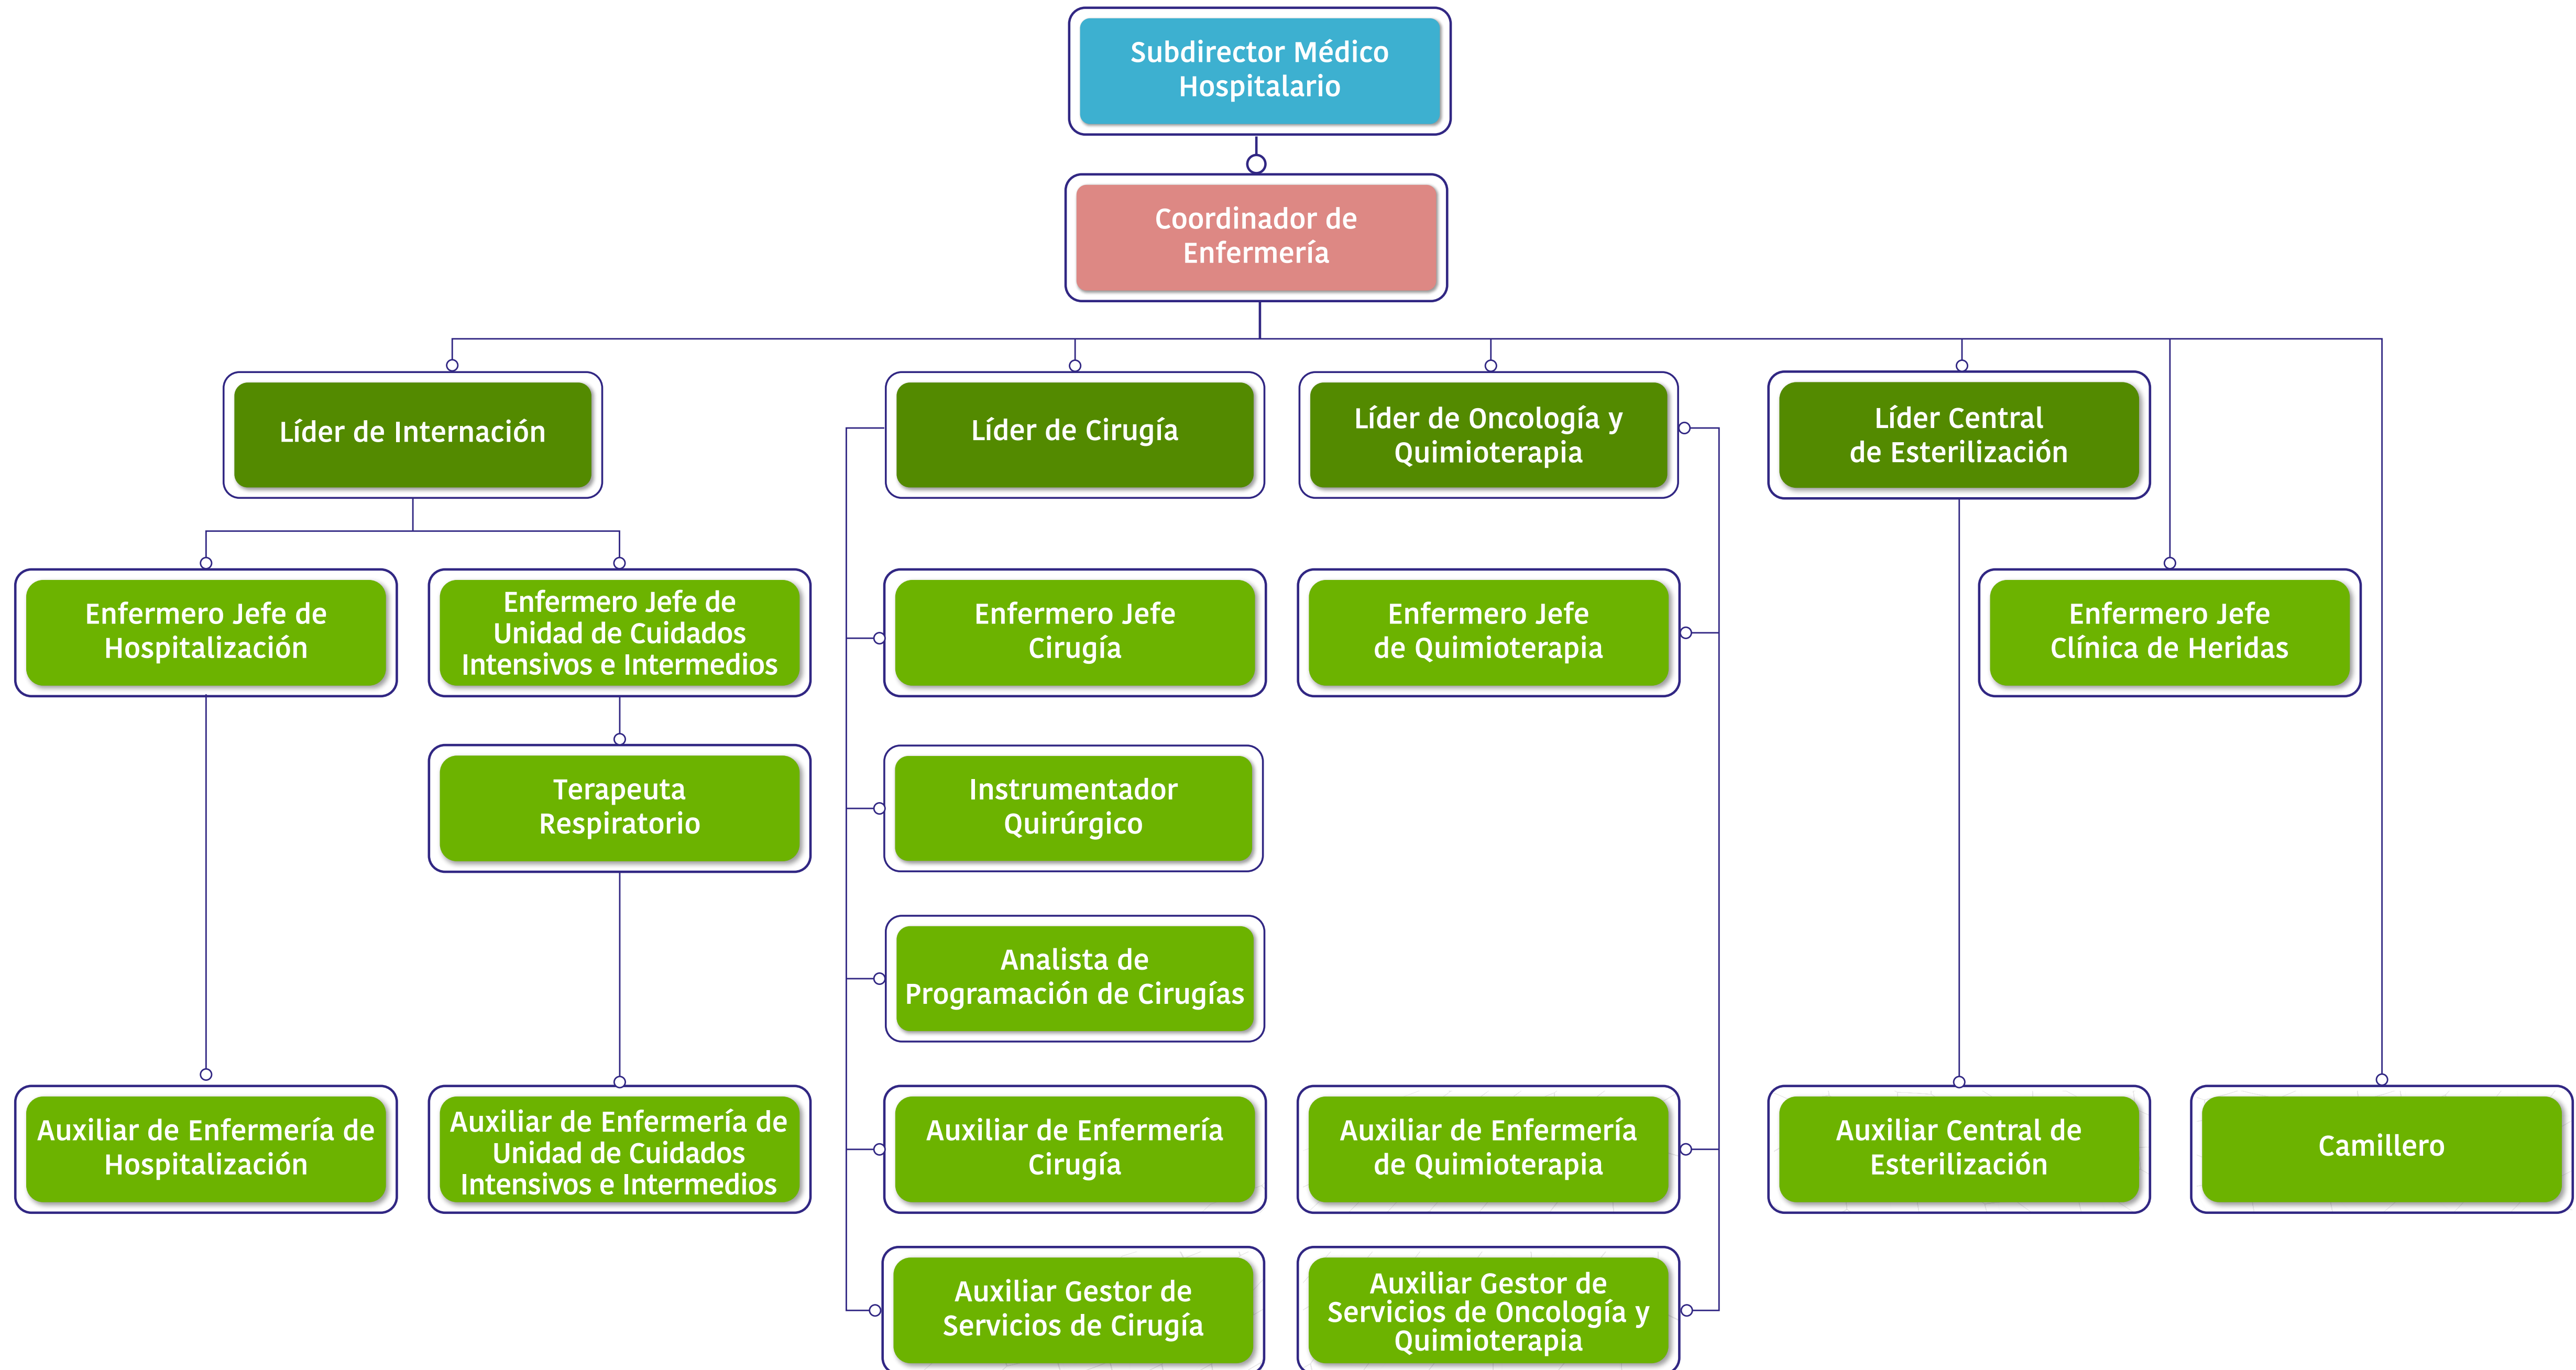 Subdirector Médico
Hospitalario
Coordinador de
Enfermería
Líder de Internación
Líder de Cirugía
Líder de Oncología y
Quimioterapia
Líder Central
de Esterilización
Enfermero Jefe de
Hospitalización
Enfermero Jefe de
Unidad de Cuidados
Intensivos e Intermedios
Enfermero Jefe
Cirugía
Enfermero Jefe
de Quimioterapia
Enfermero Jefe
Clínica de Heridas
Terapeuta
Respiratorio
Instrumentador
Quirúrgico
Analista de
Programación de Cirugías
Auxiliar de Enfermería de
Hospitalización
Auxiliar de Enfermería de
Unidad de Cuidados
Intensivos e Intermedios
Auxiliar de Enfermería
Cirugía
Auxiliar de Enfermería
de Quimioterapia
Auxiliar Central de
Esterilización
Camillero
Auxiliar Gestor de
Servicios de Cirugía
Auxiliar Gestor de
Servicios de Oncología y
Quimioterapia